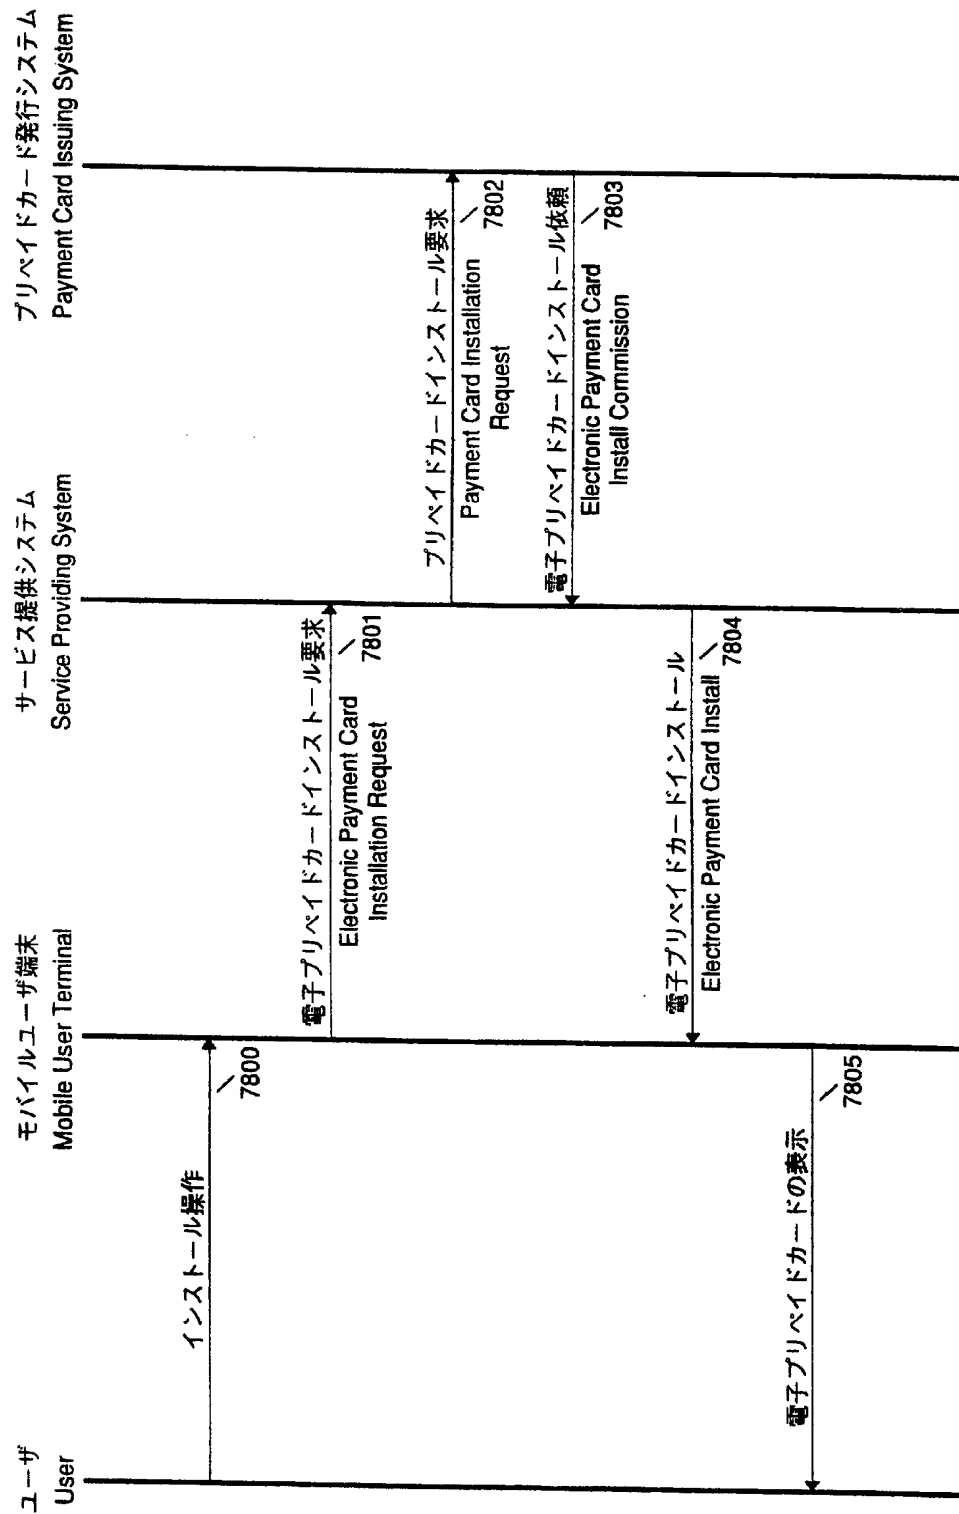 ユーザ
User
モバイルユーザ端末
Mobile User Terminal
サービス提供システム
Service Providing System
プリペイドカード発行システム
Payment Card Issuing System
インストール操作
7800
電子プリペイドカードインストール要求
7801
Electronic Payment Card
Installation Request
プリペイドカードインストール要求
7802
Payment Card Installation
Request
電子プリペイドカードインストール依頼
7803
Electronic Payment Card
Install Commission
電子プリペイドカードインストール
7804
Electronic Payment Card Install
電子プリペイドカードの表示
7805